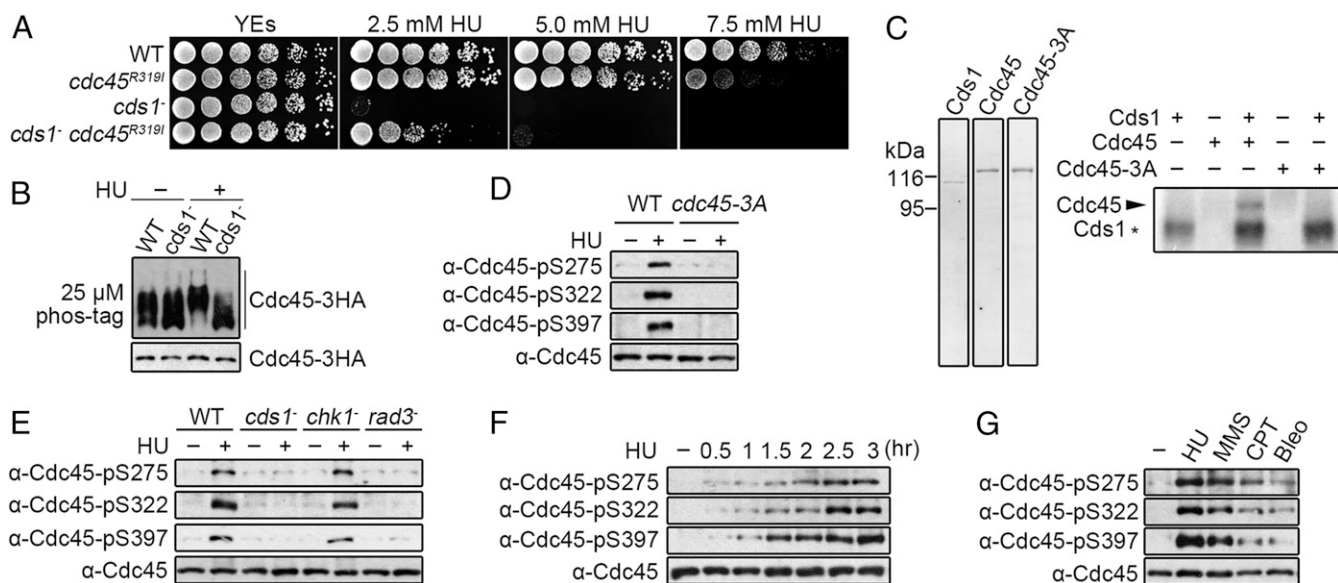 A
YEs 2.5 mM HU 5.0 mM HU 7.5 mM HU
WT
cdc45R319I
cds1-
cds1- cdc45R319I
B
HU – +
WT cds1- WT cds1-
25 µM phos-tag
Cdc45-3HA
Cdc45-3HA
C
Cds1 Cdc45 Cdc45-3A
kDa
116
95
Cds1 + – + – +
Cdc45 – + + – –
Cdc45-3A – – – + +
Cdc45
Cds1 *
D
WT cdc45-3A
HU – + – +
α-Cdc45-pS275
α-Cdc45-pS322
α-Cdc45-pS397
α-Cdc45
E
WT cds1- chk1- rad3-
HU – + – + – + – +
α-Cdc45-pS275
α-Cdc45-pS322
α-Cdc45-pS397
α-Cdc45
F
HU – 0.5 1 1.5 2 2.5 3 (hr)
α-Cdc45-pS275
α-Cdc45-pS322
α-Cdc45-pS397
α-Cdc45
G
– HU MMS CPT Bleo
α-Cdc45-pS275
α-Cdc45-pS322
α-Cdc45-pS397
α-Cdc45